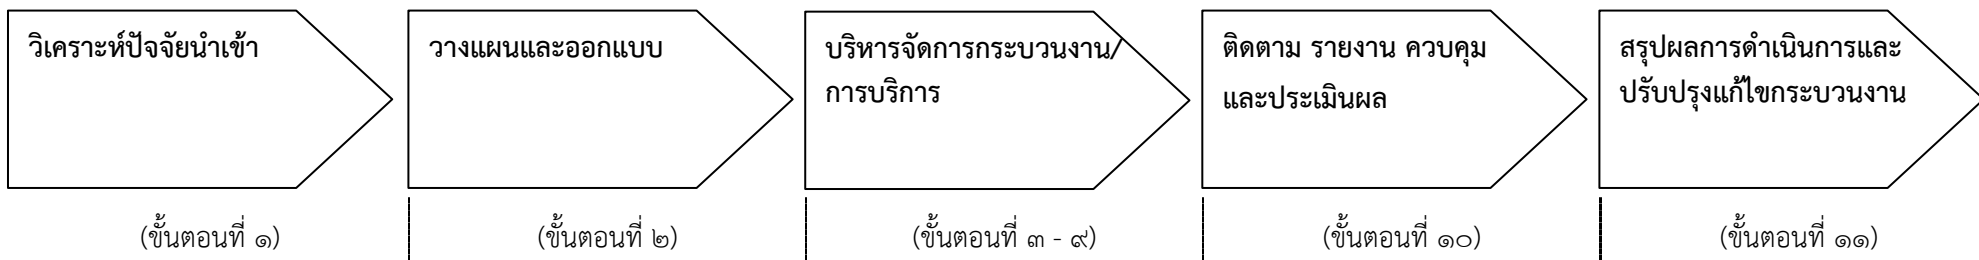 วิเคราะห์ปัจจัยนำเข้า
วางแผนและออกแบบ
บริหารจัดการกระบวนงาน/
การบริการ
ติดตาม รายงาน ควบคุม
และประเมินผล
สรุปผลการดำเนินการและ
ปรับปรุงแก้ไขกระบวนงาน
(ขั้นตอนที่ ๑)
(ขั้นตอนที่ ๒)
(ขั้นตอนที่ ๓ - ๙)
(ขั้นตอนที่ ๑๐)
(ขั้นตอนที่ ๑๑)